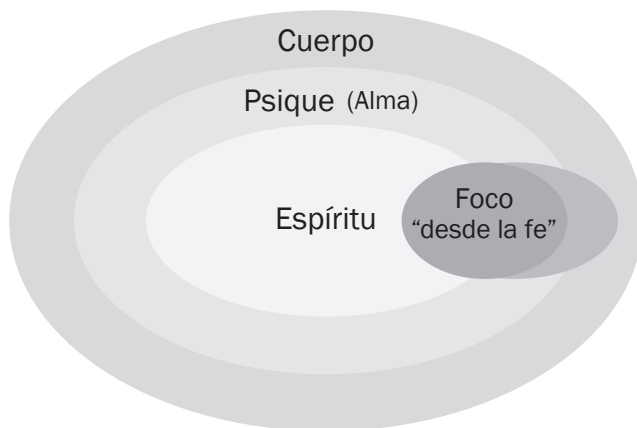 Cuerpo
Psique (Alma)
Espíritu
Foco
“desde la fe”